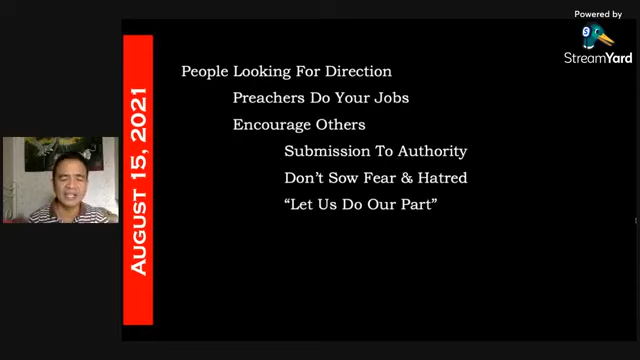 Powered by
StreamYard
AUGUST 15, 2021
People Looking For Direction
Preachers Do Your Jobs
Encourage Others
Submission To Authority
Don't Sow Fear & Hatred
“Let Us Do Our Part”